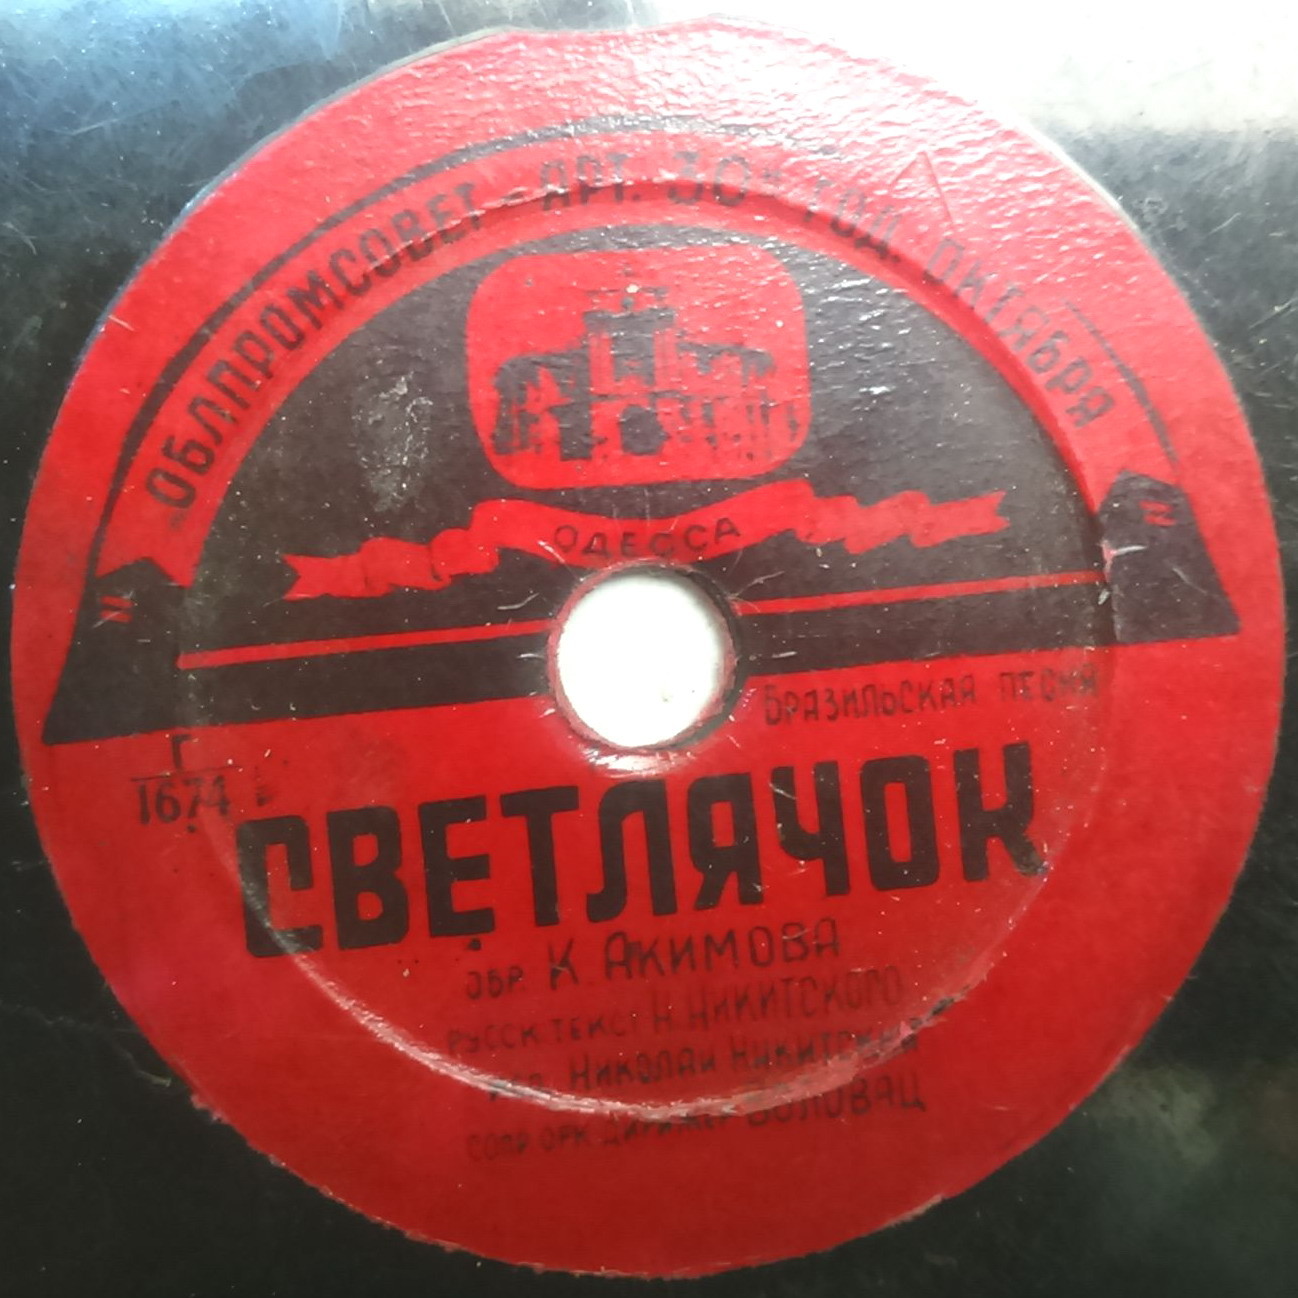 ОБЛПРОМСОВЕТ - АРТ. 30й ГОД. ОКТЯБРЯ
ОДЕССА
БРАЗИЛЬСКАЯ ПЕСНЯ
Г
1674
СВЕТЛЯЧОК
ОБР К. АКИМОВА
РУССК. ТЕКСТ Н. НИКИТСКОГО
НИКОЛАЙ НИКИТСКИЙ
СОПР ОРК. ДИРИЖЕР ВОЛОВАЦ